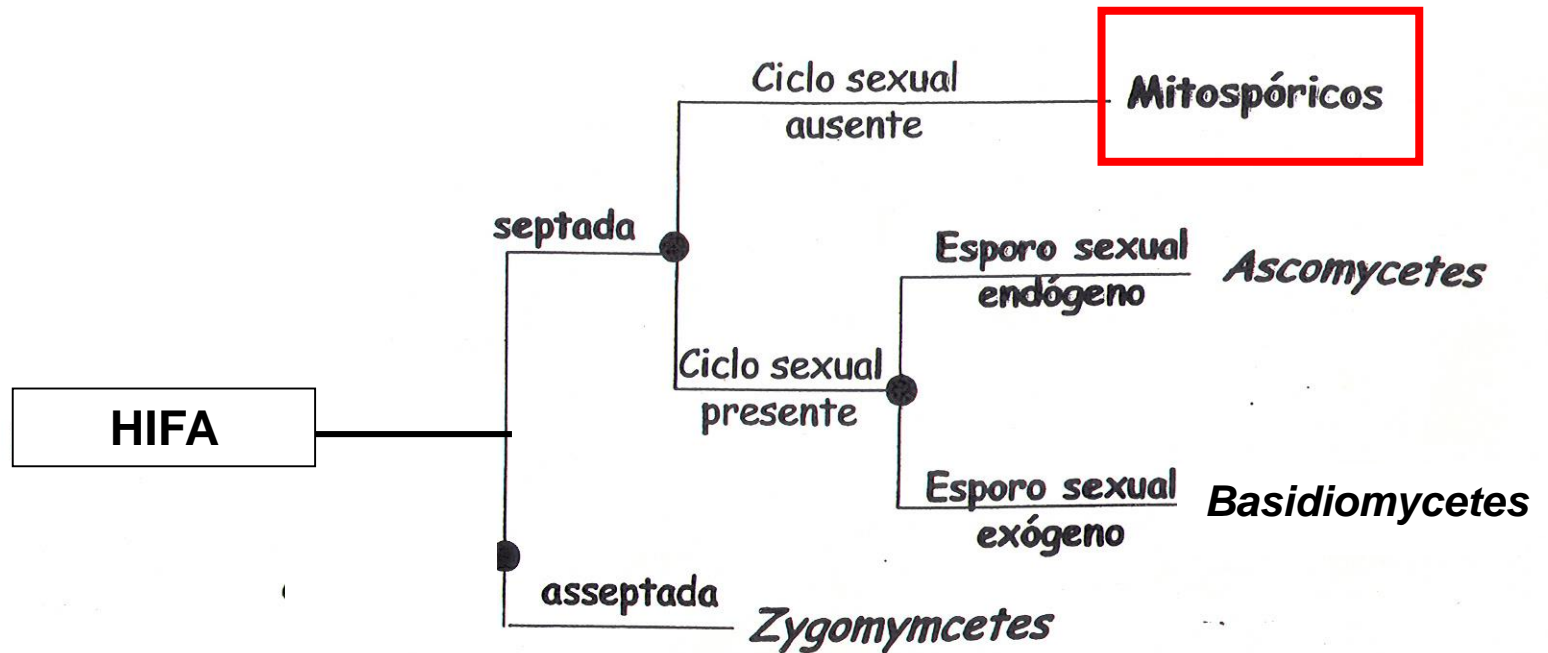 Ciclo sexual
ausente
Mitospóricos
septada
Esporo sexual
endógeno
Ascomycetes
Ciclo sexual
presente
HIFA
Esporo sexual
exógeno
Basidiomycetes
asseptada
Zygomymcetes